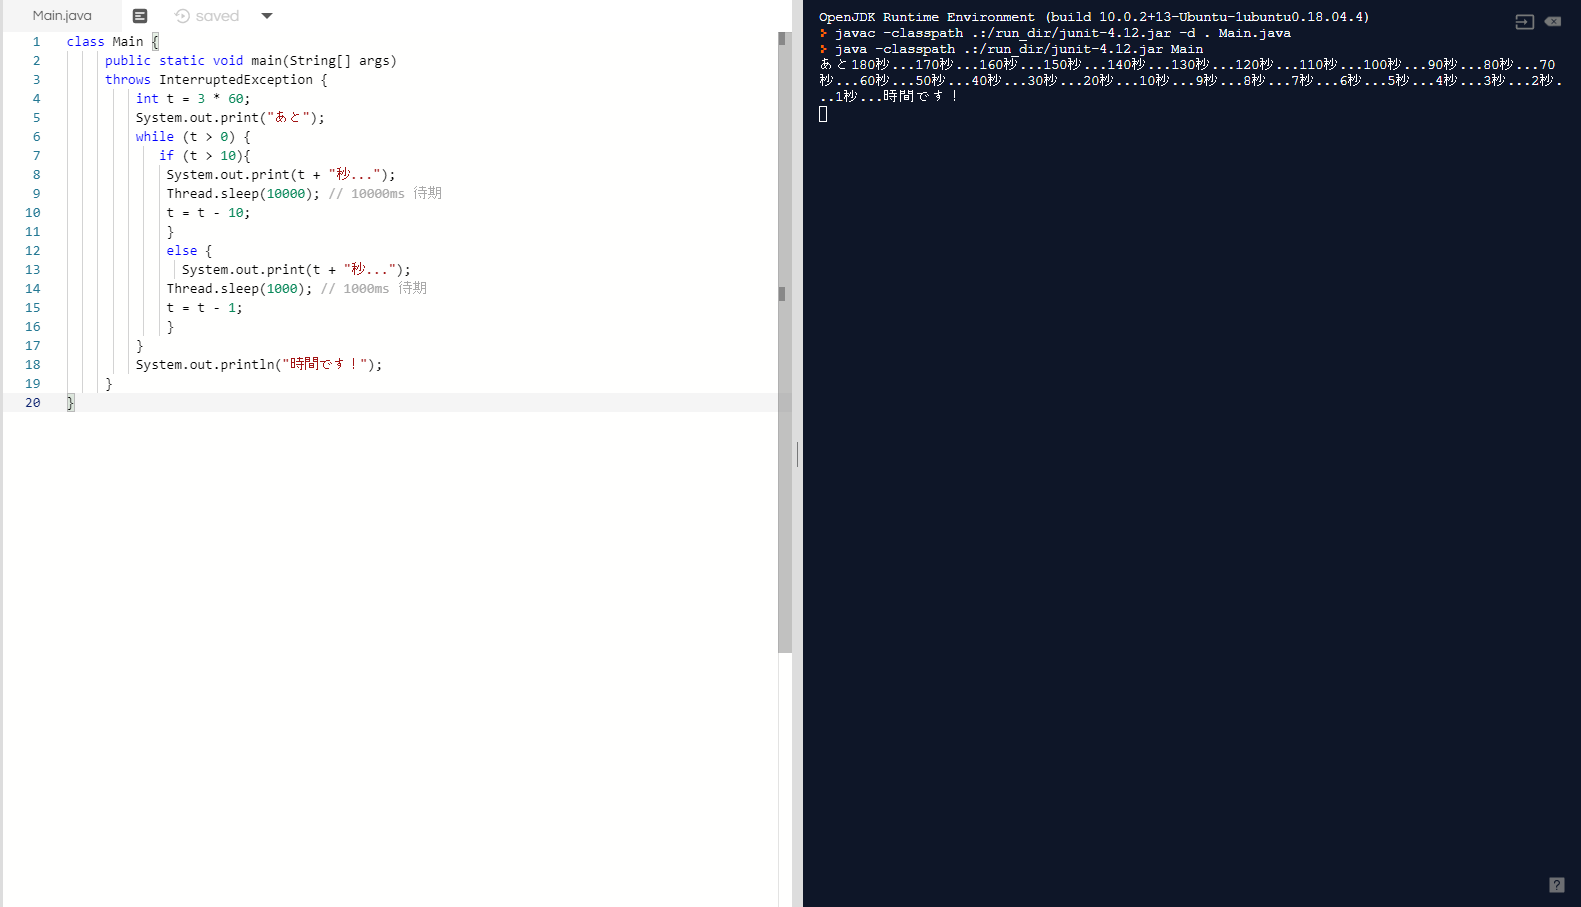 Main.java
saved
1 class Main {
2 public static void main(String[] args)
3 throws InterruptedException {
4 int t = 3 * 60;
5 System.out.print("あと");
6 while (t > 0) {
7 if (t > 10){
8 System.out.print(t + "秒...");
9 Thread.sleep(10000); // 10000ms 待期
10 t = t - 10;
11 }
12 else {
13 System.out.print(t + "秒...");
14 Thread.sleep(1000); // 1000ms 待期
15 t = t - 1;
16 }
17 }
18 System.out.println("時間です！");
19 }
20 }
OpenJDK Runtime Environment (build 10.0.2+13-Ubuntu-1ubuntu0.18.04.4)
javac -classpath .:/run_dir/junit-4.12.jar -d . Main.java
java -classpath .:/run_dir/junit-4.12.jar Main
あと180秒...170秒...160秒...150秒...140秒...130秒...120秒...110秒...100秒...90秒...80秒...70
秒...60秒...50秒...40秒...30秒...20秒...10秒...9秒...8秒...7秒...6秒...5秒...4秒...3秒...2秒.
..1秒...時間です！
?